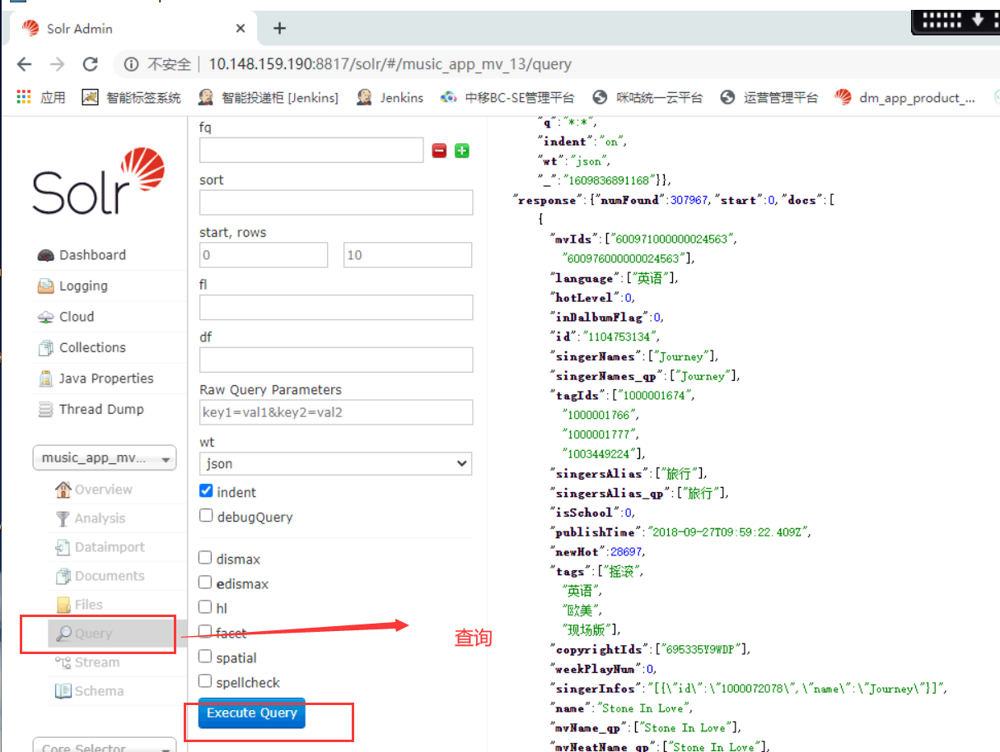 Solr Admin
不安全 10.148.159.190:8817/solr/#/music_app_mv_13/query
应用 智能标签系统 智能投递柜 [Jenkins] Jenkins 中移BC-SE管理平台 咪咕统一云平台 运营管理平台 dm_app_product_...
Solr
Dashboard
Logging
Cloud
Collections
Java Properties
Thread Dump
music_app_mv...
Overview
Analysis
Dataimport
Documents
Files
Query
Stream
Schema
Core Selector
fq
sort
start, rows
0 10
fl
df
Raw Query Parameters
key1=val1&key2=val2
wt
json
indent
debugQuery
dismax
edismax
hl
facet
spatial
spellcheck
Execute Query
查询
"q":"*:*",
"indent":"on",
"wt":"json",
"_":"1609836891168"}},
"response":{"numFound":307967,"start":0,"docs":[
{
"mvIds":["600971000000024563",
"600976000000024563"],
"language":["英语"],
"hotLevel":0,
"inDalbumFlag":0,
"id":"1104753134",
"singerNames":["Journey"],
"singerNames_qp":["Journey"],
"tagIds":["1000001674",
"1000001766",
"1000001777",
"1003449224"],
"singersAlias":["旅行"],
"singersAlias_qp":["旅行"],
"isSchool":0,
"publishTime":"2018-09-27T09:59:22.409Z",
"newHot":28697,
"tags":["摇滚",
"英语",
"欧美",
"现场版"],
"copyrightIds":["695335Y9WDP"],
"weekPlayNum":0,
"singerInfos":"[{\"id\":\"1000072078\",\"name\":\"Journey\"}]",
"name":"Stone In Love",
"mvName_qp":["Stone In Love"],
"mvNeatName_qp":["Stone In Love"],